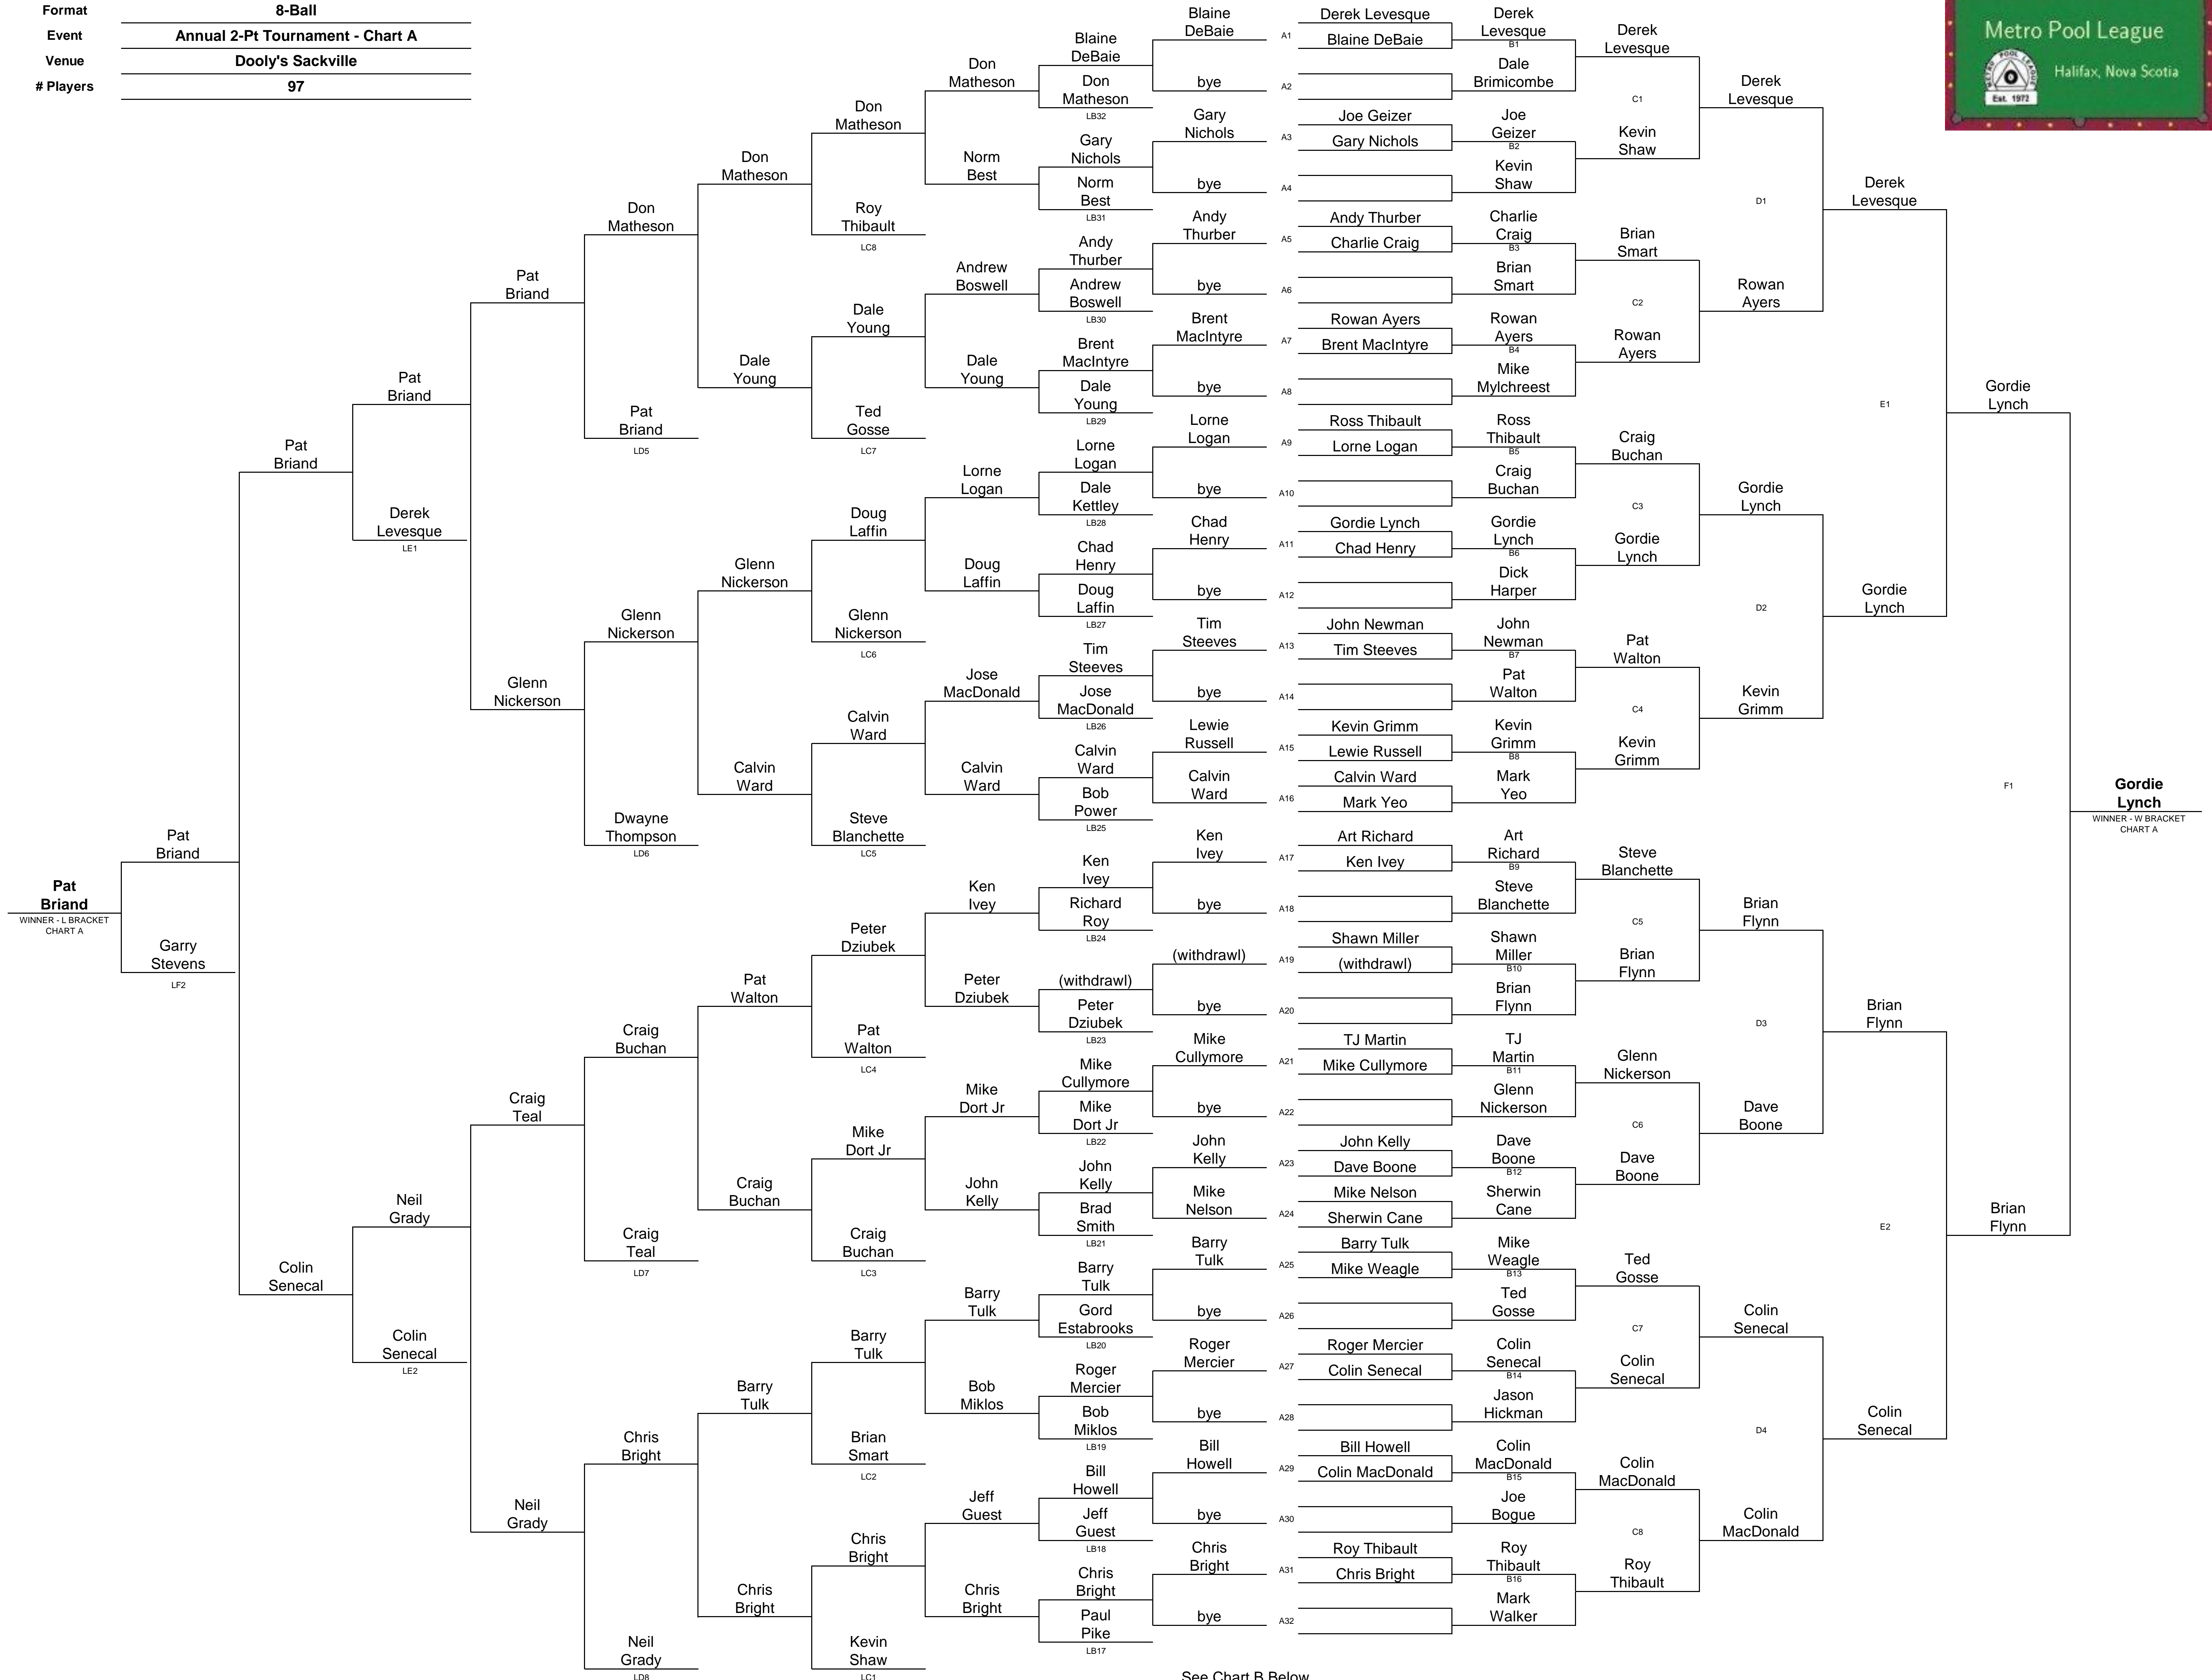 Format 8-Ball
Event Annual 2-Pt Tournament - Chart A
Venue Dooly's Sackville
# Players 97
Metro Pool League
Halifax, Nova Scotia
METRO POOL LEAGUE
Est. 1972
Pat
Briand
WINNER - L BRACKET
CHART A
Pat
Briand
Garry
Stevens
LF2
Pat
Briand
Colin
Senecal
Pat
Briand
Derek
Levesque
LE1
Neil
Grady
Colin
Senecal
LE2
Pat
Briand
Glenn
Nickerson
Craig
Teal
Neil
Grady
Don
Matheson
Pat
Briand
LD5
Glenn
Nickerson
Dwayne
Thompson
LD6
Craig
Buchan
Craig
Teal
LD7
Chris
Bright
Neil
Grady
LD8
Don
Matheson
Dale
Young
Glenn
Nickerson
Calvin
Ward
Pat
Walton
Craig
Buchan
Barry
Tulk
Chris
Bright
Don
Matheson
Roy
Thibault
LC8
Dale
Young
Ted
Gosse
LC7
Doug
Laffin
Glenn
Nickerson
LC6
Calvin
Ward
Steve
Blanchette
LC5
Peter
Dziubek
Pat
Walton
LC4
Mike
Dort Jr
Craig
Buchan
LC3
Barry
Tulk
Brian
Smart
LC2
Chris
Bright
Kevin
Shaw
LC1
Don
Matheson
Norm
Best
Andrew
Boswell
Dale
Young
Lorne
Logan
Doug
Laffin
Jose
MacDonald
Calvin
Ward
Ken
Ivey
Peter
Dziubek
Mike
Dort Jr
John
Kelly
Barry
Tulk
Bob
Miklos
Jeff
Guest
Chris
Bright
Blaine
DeBaie
Don
Matheson
LB32
Gary
Nichols
Norm
Best
LB31
Andy
Thurber
Andrew
Boswell
LB30
Brent
MacIntyre
Dale
Young
LB29
Lorne
Logan
Dale
Kettley
LB28
Chad
Henry
Doug
Laffin
LB27
Tim
Steeves
Jose
MacDonald
LB26
Calvin
Ward
Bob
Power
LB25
Ken
Ivey
Richard
Roy
LB24
(withdrawl)
Peter
Dziubek
LB23
Mike
Cullymore
Mike
Dort Jr
LB22
John
Kelly
Brad
Smith
LB21
Barry
Tulk
Gord
Estabrooks
LB20
Roger
Mercier
Bob
Miklos
LB19
Bill
Howell
Jeff
Guest
LB18
Chris
Bright
Paul
Pike
LB17
Blaine
DeBaie
bye
Gary
Nichols
bye
Andy
Thurber
bye
Brent
MacIntyre
bye
Lorne
Logan
bye
Chad
Henry
bye
Tim
Steeves
bye
Lewie
Russell
Calvin
Ward
Ken
Ivey
bye
(withdrawl)
bye
Mike
Cullymore
bye
John
Kelly
Mike
Nelson
Barry
Tulk
bye
Roger
Mercier
bye
Bill
Howell
bye
Chris
Bright
bye
A1
A2
A3
A4
A5
A6
A7
A8
A9
A10
A11
A12
A13
A14
A15
A16
A17
A18
A19
A20
A21
A22
A23
A24
A25
A26
A27
A28
A29
A30
A31
A32
Derek Levesque
Blaine DeBaie
Joe Geizer
Gary Nichols
Andy Thurber
Charlie Craig
Rowan Ayers
Brent MacIntyre
Ross Thibault
Lorne Logan
Gordie Lynch
Chad Henry
John Newman
Tim Steeves
Kevin Grimm
Lewie Russell
Calvin Ward
Mark Yeo
Art Richard
Ken Ivey
Shawn Miller
(withdrawl)
TJ Martin
Mike Cullymore
John Kelly
Dave Boone
Mike Nelson
Sherwin Cane
Barry Tulk
Mike Weagle
Roger Mercier
Colin Senecal
Bill Howell
Colin MacDonald
Roy Thibault
Chris Bright
Derek
Levesque
B1
Dale
Brimicombe
Joe
Geizer
B2
Kevin
Shaw
Charlie
Craig
B3
Brian
Smart
Rowan
Ayers
B4
Mike
Mylchreest
Ross
Thibault
B5
Craig
Buchan
Gordie
Lynch
B6
Dick
Harper
John
Newman
B7
Pat
Walton
Kevin
Grimm
B8
Mark
Yeo
Art
Richard
B9
Steve
Blanchette
Shawn
Miller
B10
Brian
Flynn
TJ
Martin
B11
Glenn
Nickerson
Dave
Boone
B12
Sherwin
Cane
Mike
Weagle
B13
Ted
Gosse
Colin
Senecal
B14
Jason
Hickman
Colin
MacDonald
B15
Joe
Bogue
Roy
Thibault
B16
Mark
Walker
Derek
Levesque
C1
Kevin
Shaw
Brian
Smart
C2
Rowan
Ayers
Craig
Buchan
C3
Gordie
Lynch
Pat
Walton
C4
Kevin
Grimm
Steve
Blanchette
C5
Brian
Flynn
Glenn
Nickerson
C6
Dave
Boone
Ted
Gosse
C7
Colin
Senecal
Colin
MacDonald
C8
Roy
Thibault
Derek
Levesque
D1
Rowan
Ayers
Gordie
Lynch
D2
Kevin
Grimm
Brian
Flynn
D3
Dave
Boone
Colin
Senecal
D4
Colin
MacDonald
Derek
Levesque
E1
Gordie
Lynch
Brian
Flynn
E2
Colin
Senecal
Gordie
Lynch
F1
Brian
Flynn
Gordie
Lynch
WINNER - W BRACKET
CHART A
See Chart B Below